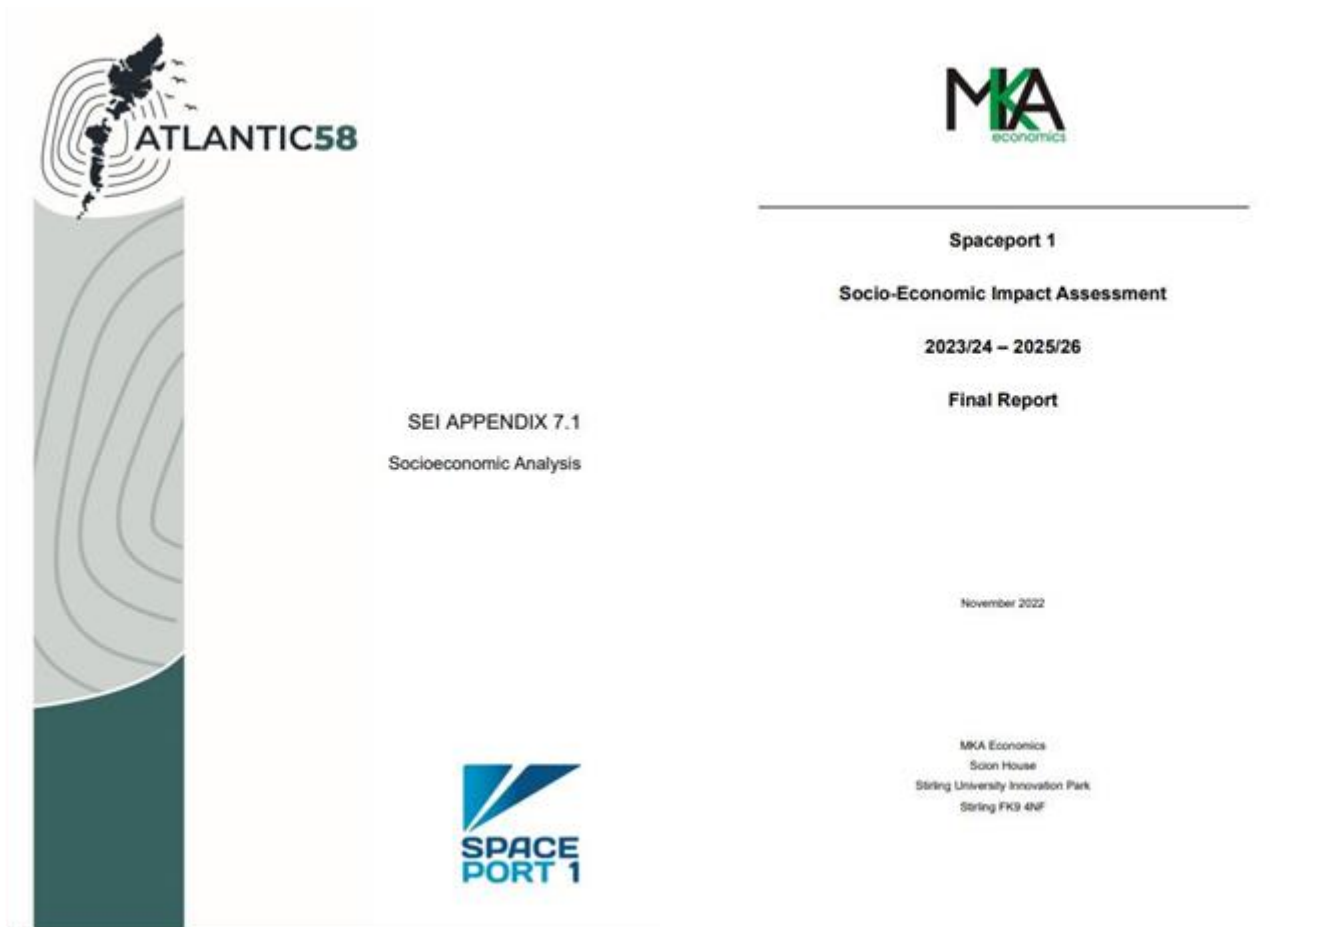 ATLANTIC58
SEI APPENDIX 7.1
Socioeconomic Analysis
SPACE
PORT 1
MKA
economics
Spaceport 1
Socio-Economic Impact Assessment
2023/24 – 2025/26
Final Report
November 2022
MKA Economics
Scion House
Stirling University Innovation Park
Stirling FK9 4NF